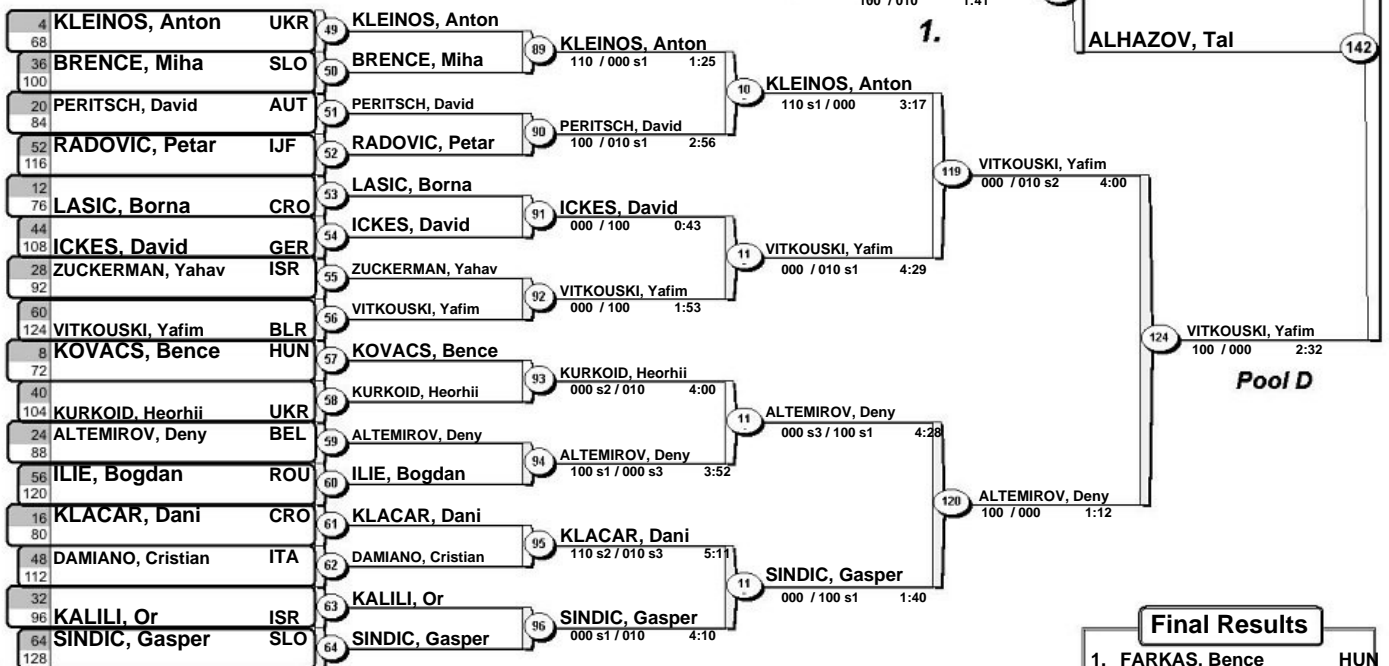 100 / 010 1:41
1.
ALHAZOV, Tal
142
4 KLEINOS, Anton UKR
68
36 BRENCE, Miha SLO
100
20 PERITSCH, David AUT
84
52 RADOVIC, Petar IJF
116
12
76 LASIC, Borna CRO
44
108 ICKES, David GER
28 ZUCKERMAN, Yahav ISR
92
60
124 VITKOUSKI, Yafim BLR
8 KOVACS, Bence HUN
72
40
104 KURKOID, Heorhii UKR
24 ALTEMIROV, Deny BEL
88
56 ILIE, Bogdan ROU
120
16 KLACAR, Dani CRO
80
48 DAMIANO, Cristian ITA
112
32
96 KALILI, Or ISR
64 SINDIC, Gasper SLO
128
49 KLEINOS, Anton
50 BRENCE, Miha
51 PERITSCH, David
52 RADOVIC, Petar
53 LASIC, Borna
54 ICKES, David
55 ZUCKERMAN, Yahav
56 VITKOUSKI, Yafim
57 KOVACS, Bence
58 KURKOID, Heorhii
59 ALTEMIROV, Deny
60 ILIE, Bogdan
61 KLACAR, Dani
62 DAMIANO, Cristian
63 KALILI, Or
64 SINDIC, Gasper
89 KLEINOS, Anton
110 / 000 s1 1:25
90 PERITSCH, David
100 / 010 s1 2:56
91 ICKES, David
000 / 100 0:43
92 VITKOUSKI, Yafim
000 / 100 1:53
93 KURKOID, Heorhii
000 s2 / 010 4:00
94 ALTEMIROV, Deny
100 s1 / 000 s3 3:52
95 KLACAR, Dani
110 s2 / 010 s3 5:11
96 SINDIC, Gasper
000 s1 / 010 4:10
10 KLEINOS, Anton
110 s1 / 000 3:17
11 VITKOUSKI, Yafim
000 / 010 s1 4:29
11 ALTEMIROV, Deny
000 s3 / 100 s1 4:28
11 SINDIC, Gasper
000 / 100 s1 1:40
119 VITKOUSKI, Yafim
000 / 010 s2 4:00
120 ALTEMIROV, Deny
100 / 000 1:12
124 VITKOUSKI, Yafim
100 / 000 2:32
Pool D
Final Results
1. FARKAS, Bence HUN